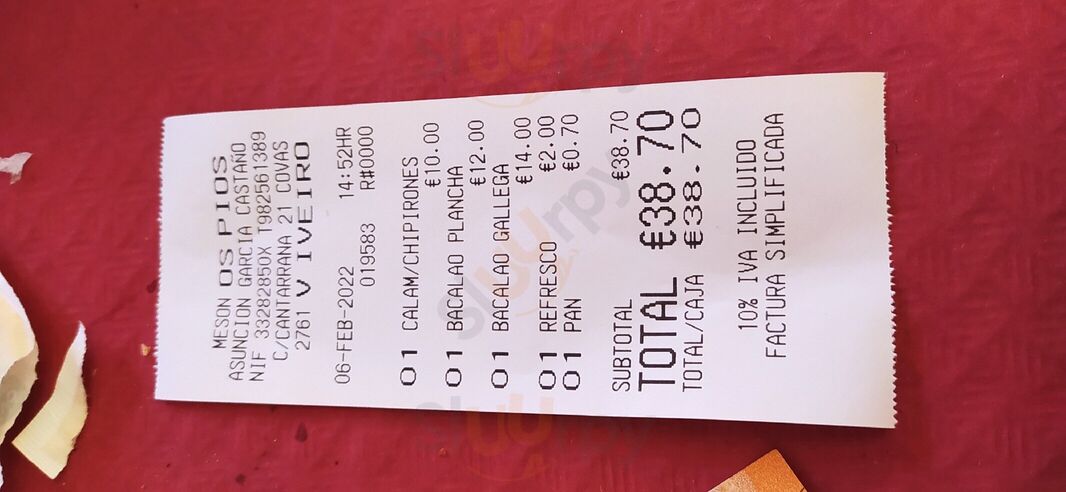 MESON OS PIOS
ASUNCION GARCIA CASTAÑO
NIF 33282850X T982561389
C/CANTARRANA 21 COVAS
2761 V IVEIRO
06-FEB-2022 14:52HR
019583 R#0000
01 CALAM/CHIPIRONES
€10.00
01 BACALAO PLANCHA
€12.00
01 BACALAO GALLEGA
€14.00
01 REFRESCO €2.00
01 PAN €0.70
SUBTOTAL €38.70
TOTAL €38.70
TOTAL/CAJA €38.70
10% IVA INCLUIDO
FACTURA SIMPLIFICADA
sluurpy
sluurpy
sluurpy